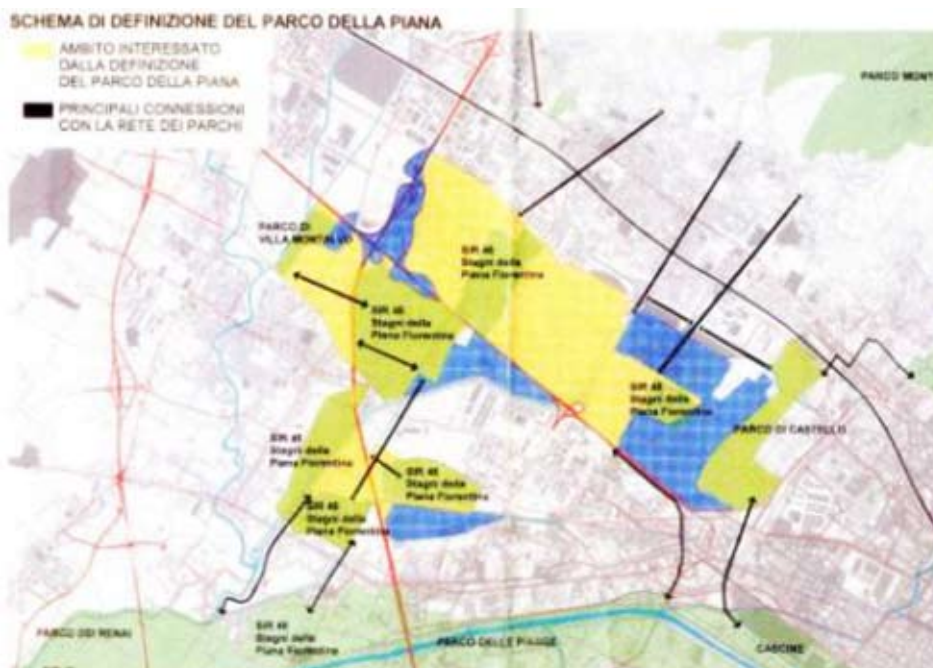 SCHEMA DI DEFINIZIONE DEL PARCO DELLA PIANA
AMBITO INTERESSATO
DALLA DEFINIZIONE
DEL PARCO DELLA PIANA
PRINCIPALI CONNESSIONI
CON LA RETE DEI PARCHI
PARCO MONT
PARCO DI
VILLA MONTALVO
SIR 45
Stagni della
Piana Fiorentina
SIR 45
Stagni della
Piana Fiorentina
SIR 45
Stagni della
Piana Fiorentina
PARCO DI CASTELLO
SIR 45
Stagni della
Piana Fiorentina
SIR 45
Stagni della
Piana Fiorentina
SIR 45
Stagni della
Piana Fiorentina
SIR 45
Stagni della
Piana Fiorentina
PARCO DEI RENAI
PARCO DELLE PIAGGE
CASCINE